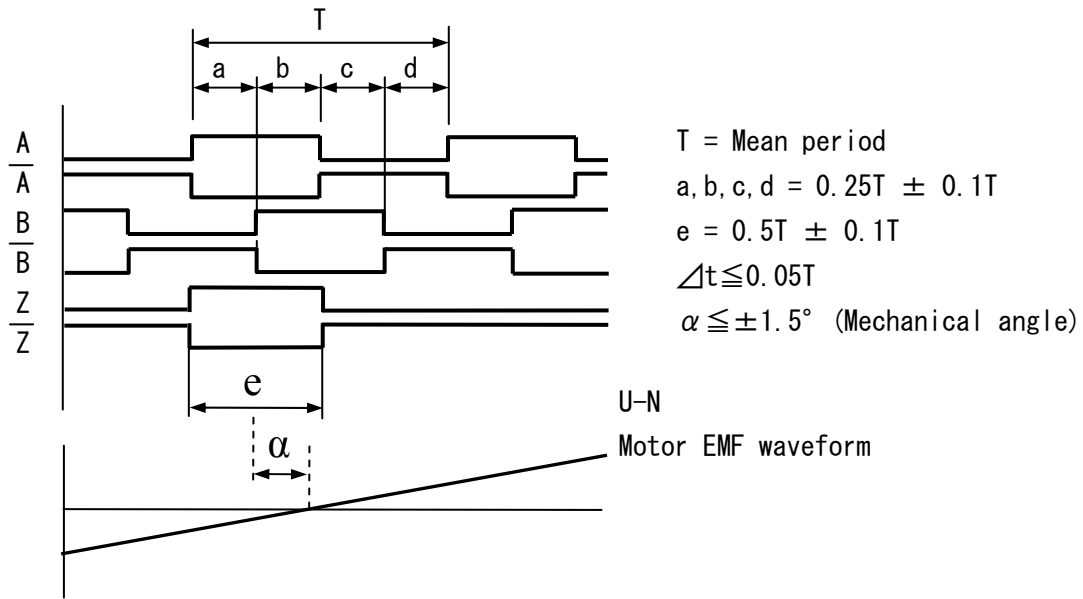 T
a b c d
A
A̅
B
B̅
Z
Z̅
e
α
T = Mean period
a,b,c,d = 0.25T ± 0.1T
e = 0.5T ± 0.1T
⊿t≦0.05T
α≦±1.5° (Mechanical angle)
U-N
Motor EMF waveform